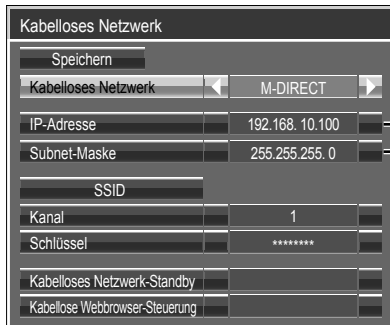 Kabelloses Netzwerk
Speichern
Kabelloses Netzwerk M-DIRECT
IP-Adresse 192.168. 10.100
Subnet-Maske 255.255.255. 0
SSID
Kanal 1
Schlüssel ********
Kabelloses Netzwerk-Standby
Kabellose Webbrowser-Steuerung